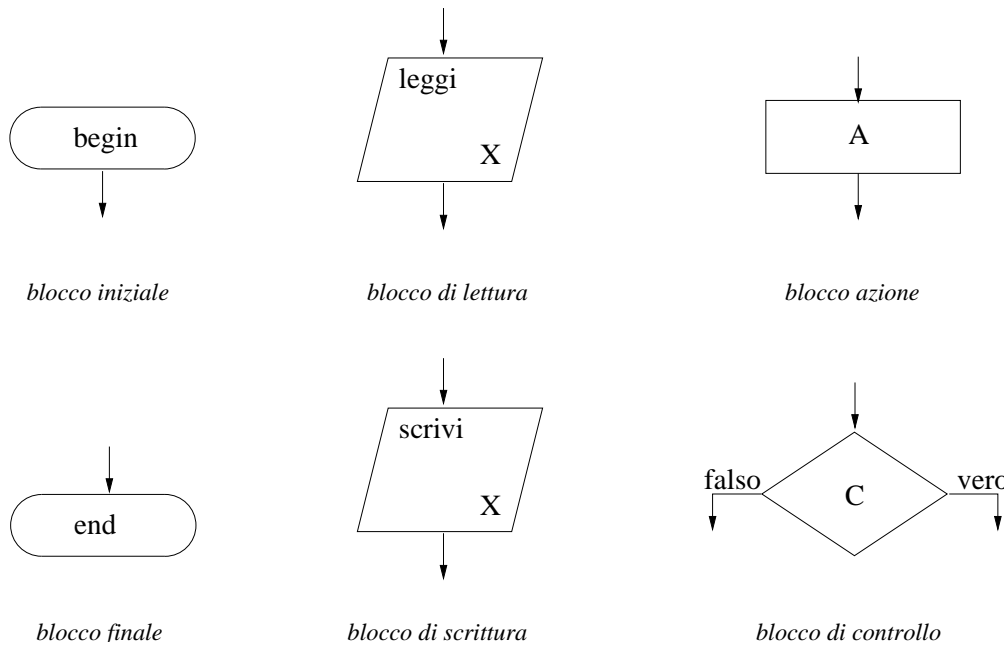 begin
leggi
X
A
blocco iniziale
blocco di lettura
blocco azione
end
scrivi
X
falso
C
vero
blocco finale
blocco di scrittura
blocco di controllo